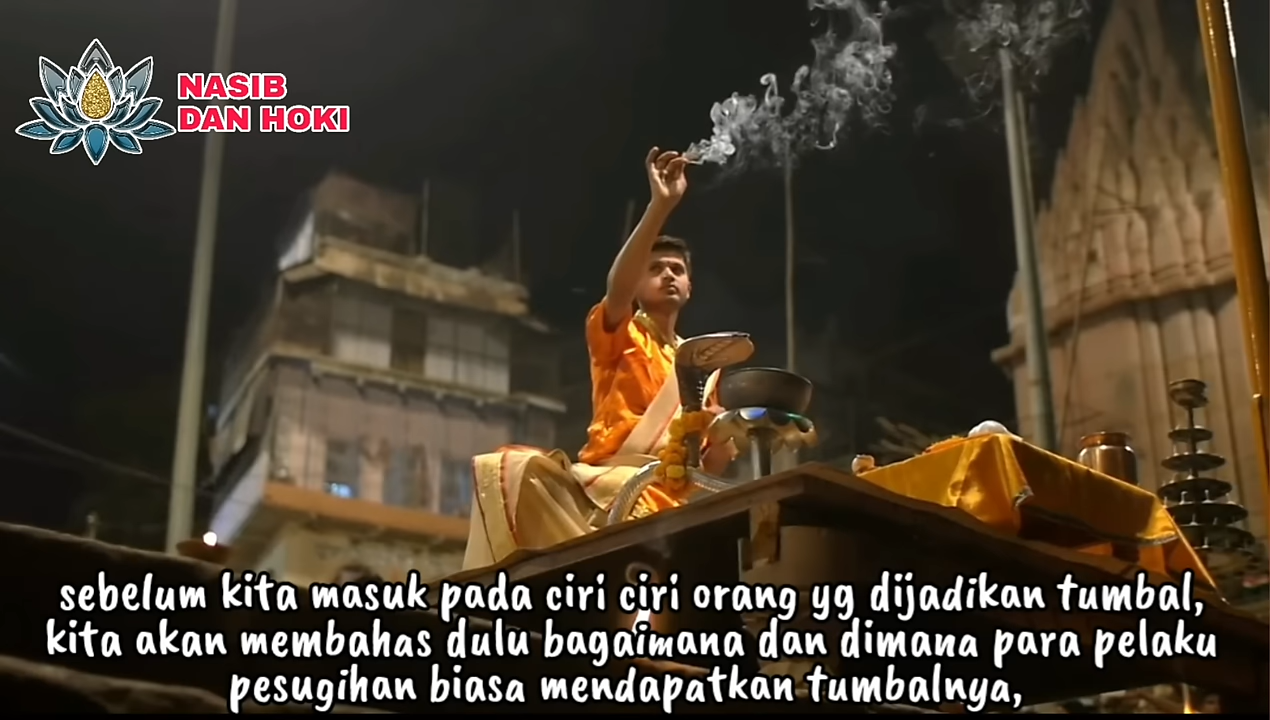 NASIB
DAN HOKI
sebelum kita masuk pada ciri ciri orang yg dijadikan tumbal,
kita akan membahas dulu bagaimana dan dimana para pelaku
pesugihan biasa mendapatkan tumbalnya,